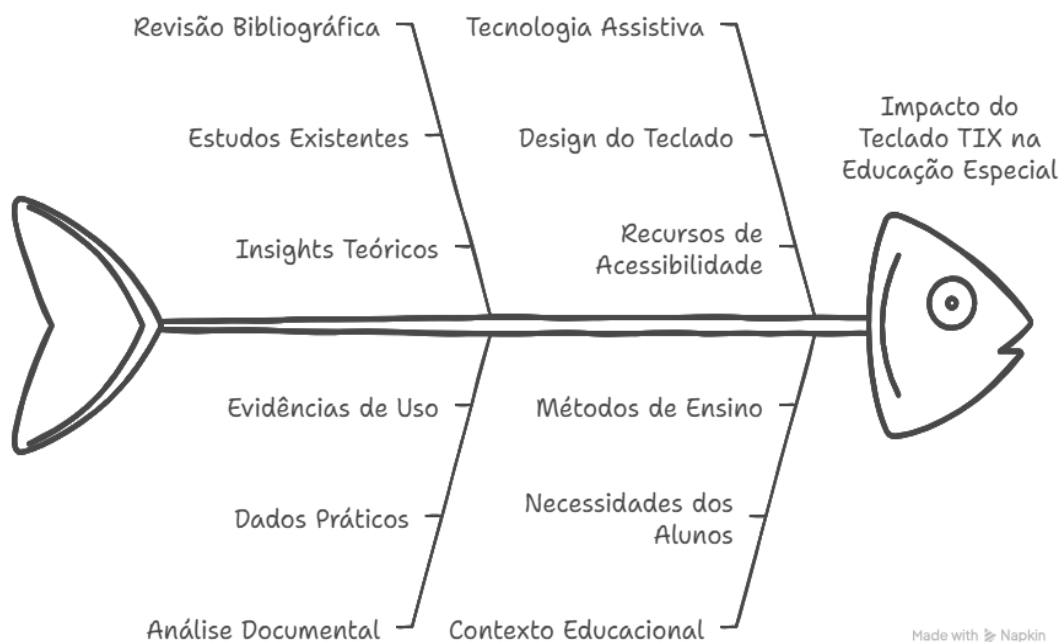 Revisão Bibliográfica
Tecnologia Assistiva
Impacto do
Teclado TIX na
Educação Especial
Estudos Existentes
Design do Teclado
Insights Teóricos
Recursos de
Acessibilidade
Evidências de Uso
Métodos de Ensino
Dados Práticos
Necessidades dos
Alunos
Análise Documental
Contexto Educacional
Made with Napkin